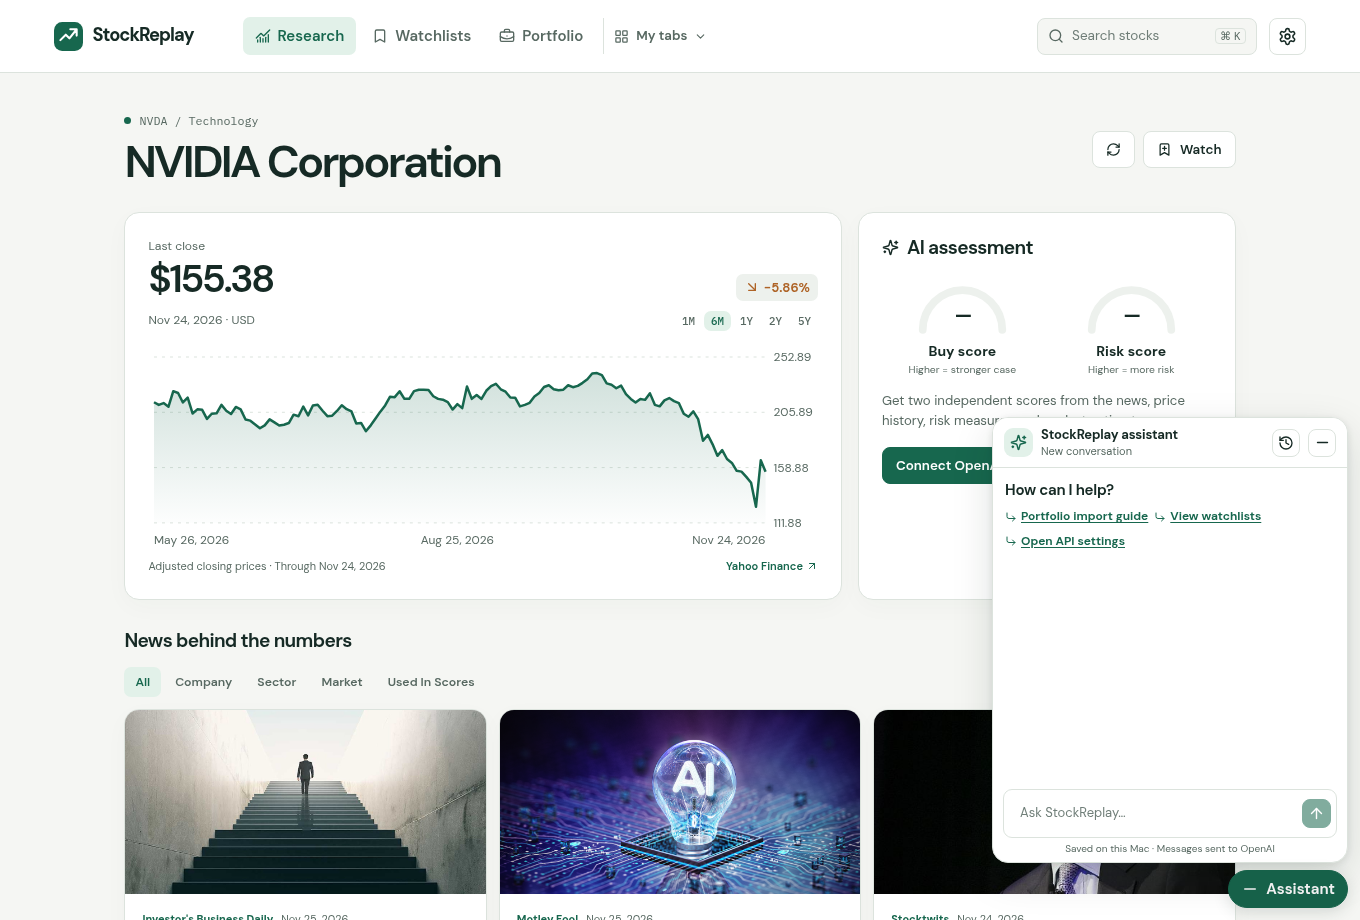 StockReplay
Research
Watchlists
Portfolio
My tabs
Search stocks
⌘ K
NVDA / Technology
NVIDIA Corporation
Watch
Last close
$155.38
-5.86%
Nov 24, 2026 · USD
1M 6M 1Y 2Y 5Y
252.89
205.89
158.88
111.88
May 26, 2026
Aug 25, 2026
Nov 24, 2026
Adjusted closing prices · Through Nov 24, 2026
Yahoo Finance
AI assessment
Buy score
Higher = stronger case
Risk score
Higher = more risk
Get two independent scores from the news, price
history, risk
Connect
StockReplay assistant
New conversation
How can I help?
Portfolio import guide
View watchlists
Open API settings
Ask StockReplay...
Saved on this Mac · Messages sent to OpenAI
Assistant
News behind the numbers
All
Company
Sector
Market
Used In Scores
AI
Investor's Business Daily Nov 25, 2026
Motley Fool Nov 25, 2026
Stocktwits Nov 24, 2026